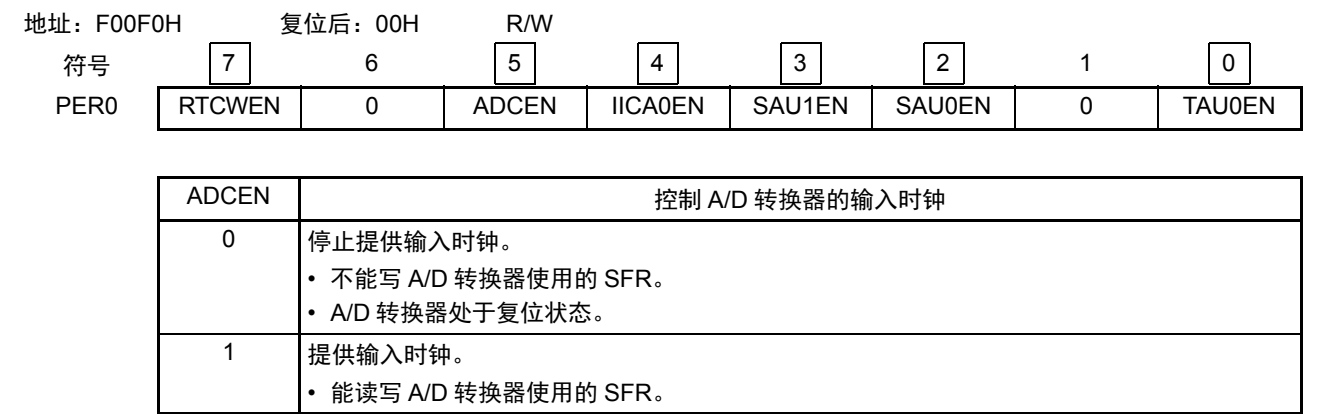 地址：F00F0H 复位后：00H R/W
符号 7 6 5 4 3 2 1 0
PER0 RTCWEN 0 ADCEN IICA0EN SAU1EN SAU0EN 0 TAU0EN
ADCEN 控制 A/D 转换器的输入时钟
0 停止提供输入时钟。
• 不能写 A/D 转换器使用的 SFR。
• A/D 转换器处于复位状态。
1 提供输入时钟。
• 能读写 A/D 转换器使用的 SFR。